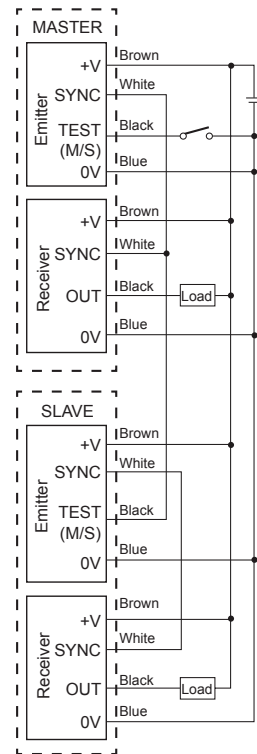 MASTER
Emitter
+V Brown
SYNC White
TEST Black
(M/S)
0V Blue
Receiver
+V Brown
SYNC White
OUT Black Load
0V Blue
SLAVE
Emitter
+V Brown
SYNC White
TEST Black
(M/S)
0V Blue
Receiver
+V Brown
SYNC White
OUT Black Load
0V Blue